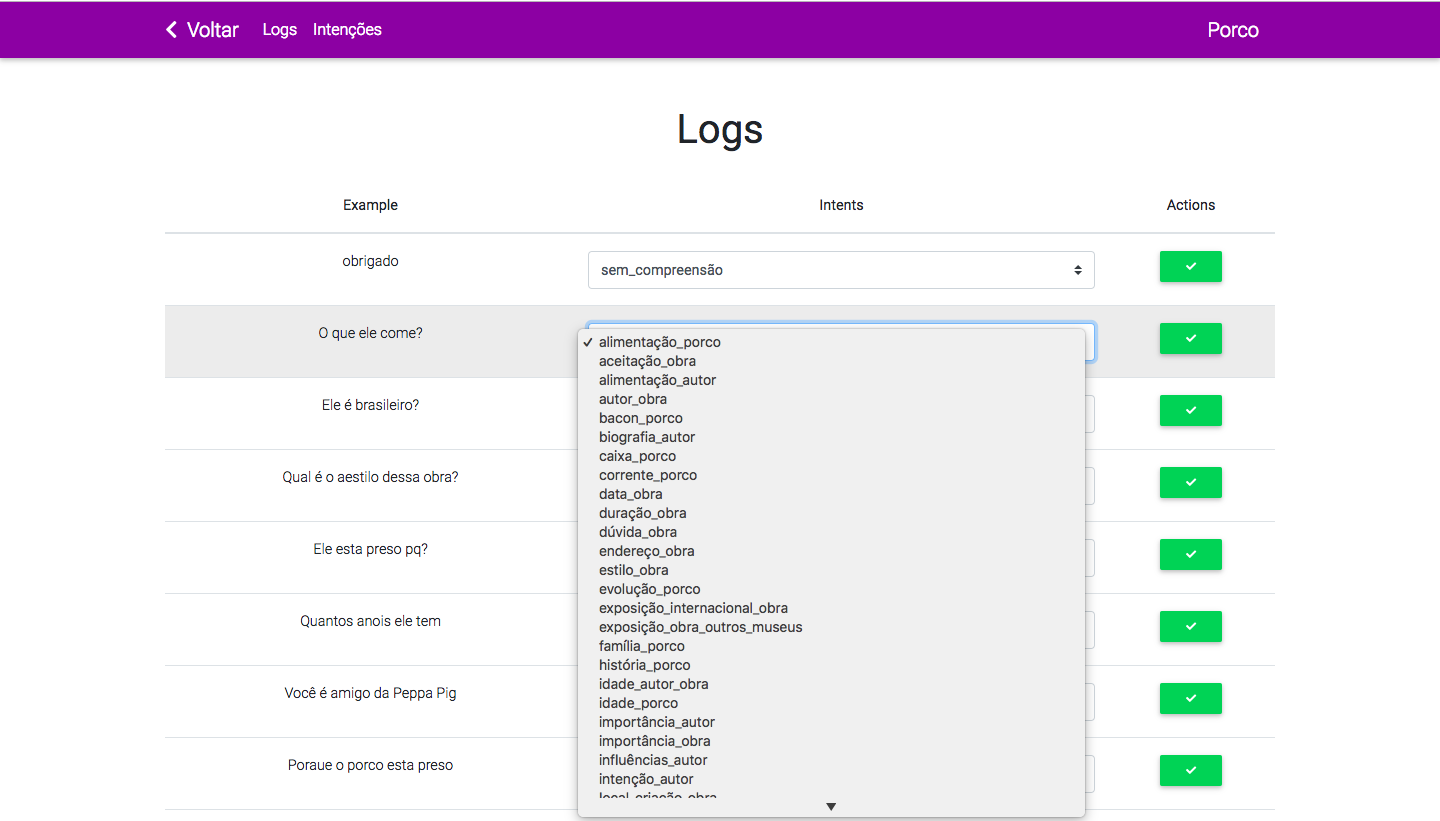 Voltar Logs Intenções Porco
Logs
Example Intents Actions
obrigado sem_compreensão
O que ele come?
Ele é brasileiro?
Qual é o aestilo dessa obra?
Ele esta preso pq?
Quantos anois ele tem
Você é amigo da Peppa Pig
Poraue o porco esta preso
alimentação_porco
aceitação_obra
alimentação_autor
autor_obra
bacon_porco
biografia_autor
caixa_porco
corrente_porco
data_obra
duração_obra
dúvida_obra
endereço_obra
estilo_obra
evolução_porco
exposição_internacional_obra
exposição_obra_outros_museus
família_porco
história_porco
idade_autor_obra
idade_porco
importância_autor
importância_obra
influências_autor
intenção_autor
local_criação_obra